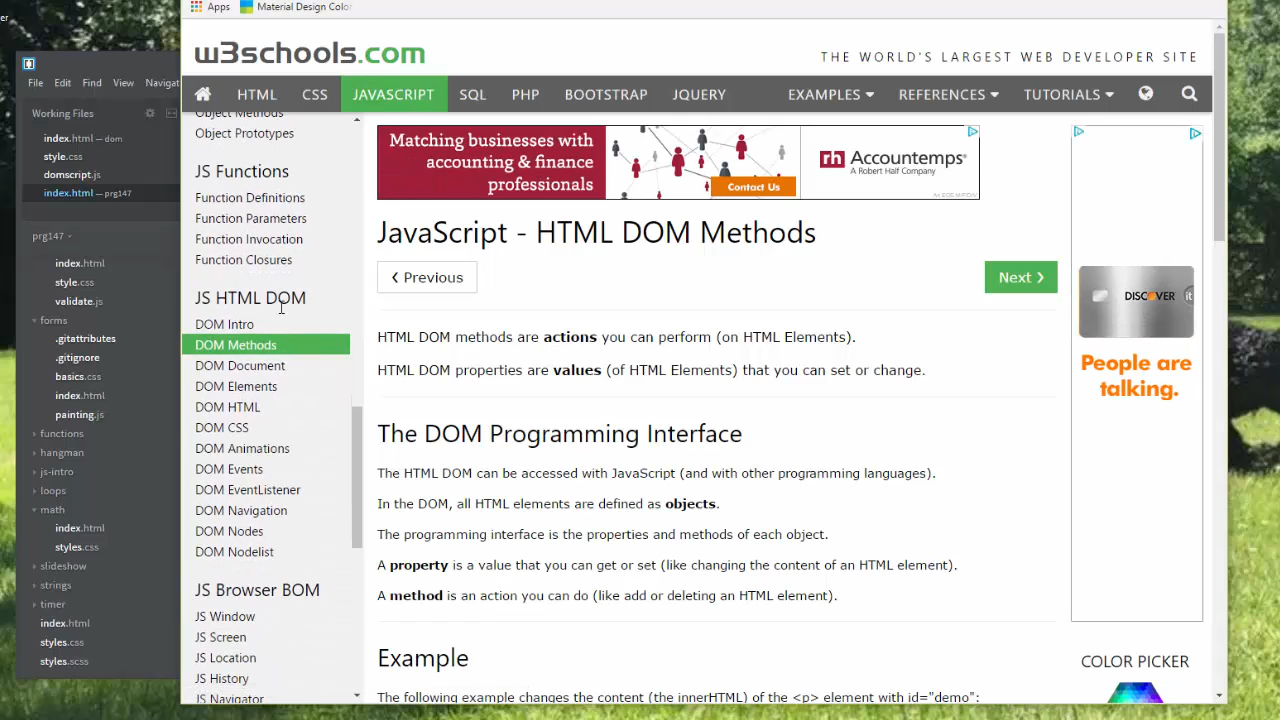 er
Apps Material Design Color
w3schools.com
THE WORLD'S LARGEST WEB DEVELOPER SITE
HTML CSS JAVASCRIPT SQL PHP BOOTSTRAP JQUERY EXAMPLES REFERENCES TUTORIALS
File Edit Find View Navigat
Working Files
index.html — dom
style.css
domscript.js
index.html — prg147
prg147
index.html
style.css
validate.js
forms
.gitattributes
.gitignore
basics.css
index.html
painting.js
functions
hangman
js-intro
loops
math
index.html
styles.css
slideshow
strings
timer
index.html
styles.css
styles.scss
Object Methods
Object Prototypes
JS Functions
Function Definitions
Function Parameters
Function Invocation
Function Closures
JS HTML DOM
DOM Intro
DOM Methods
DOM Document
DOM Elements
DOM HTML
DOM CSS
DOM Animations
DOM Events
DOM EventListener
DOM Navigation
DOM Nodes
DOM Nodelist
JS Browser BOM
JS Window
JS Screen
JS Location
JS History
JS Navigator
Matching businesses with
accounting & finance
professionals
Contact Us
rh Accountemps®
A Robert Half Company
JavaScript - HTML DOM Methods
❮ Previous
Next ❯
HTML DOM methods are actions you can perform (on HTML Elements).
HTML DOM properties are values (of HTML Elements) that you can set or change.
The DOM Programming Interface
The HTML DOM can be accessed with JavaScript (and with other programming languages).
In the DOM, all HTML elements are defined as objects.
The programming interface is the properties and methods of each object.
A property is a value that you can get or set (like changing the content of an HTML element).
A method is an action you can do (like add or deleting an HTML element).
Example
The following example changes the content (the innerHTML) of the <p> element with id="demo":
DISCOVER it
People are
talking.
COLOR PICKER